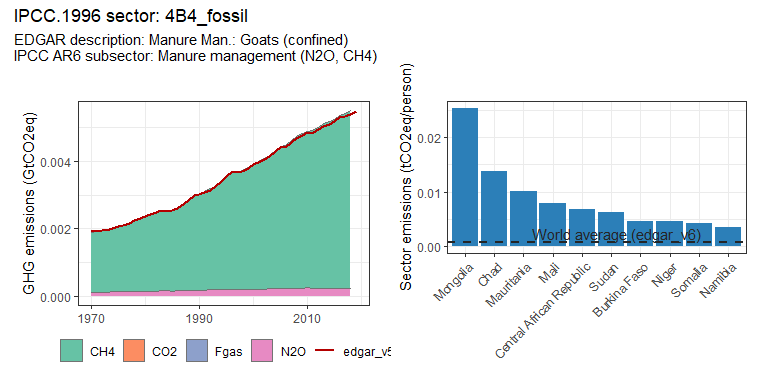 IPCC.1996 sector: 4B4_fossil
EDGAR description: Manure Man.: Goats (confined)
IPCC AR6 subsector: Manure management (N2O, CH4)
GHG emissions (GtCO2eq)
0.004
0.002
0.000
1970
1990
2010
CH4
CO2
Fgas
N2O
edgar_v6
Sector emissions (tCO2eq/person)
0.02
0.01
0.00
World average (edgar_v6)
Mongolia
Chad
Mauritania
Mali
Central African Republic
Sudan
Burkina Faso
Niger
Somalia
Namibia